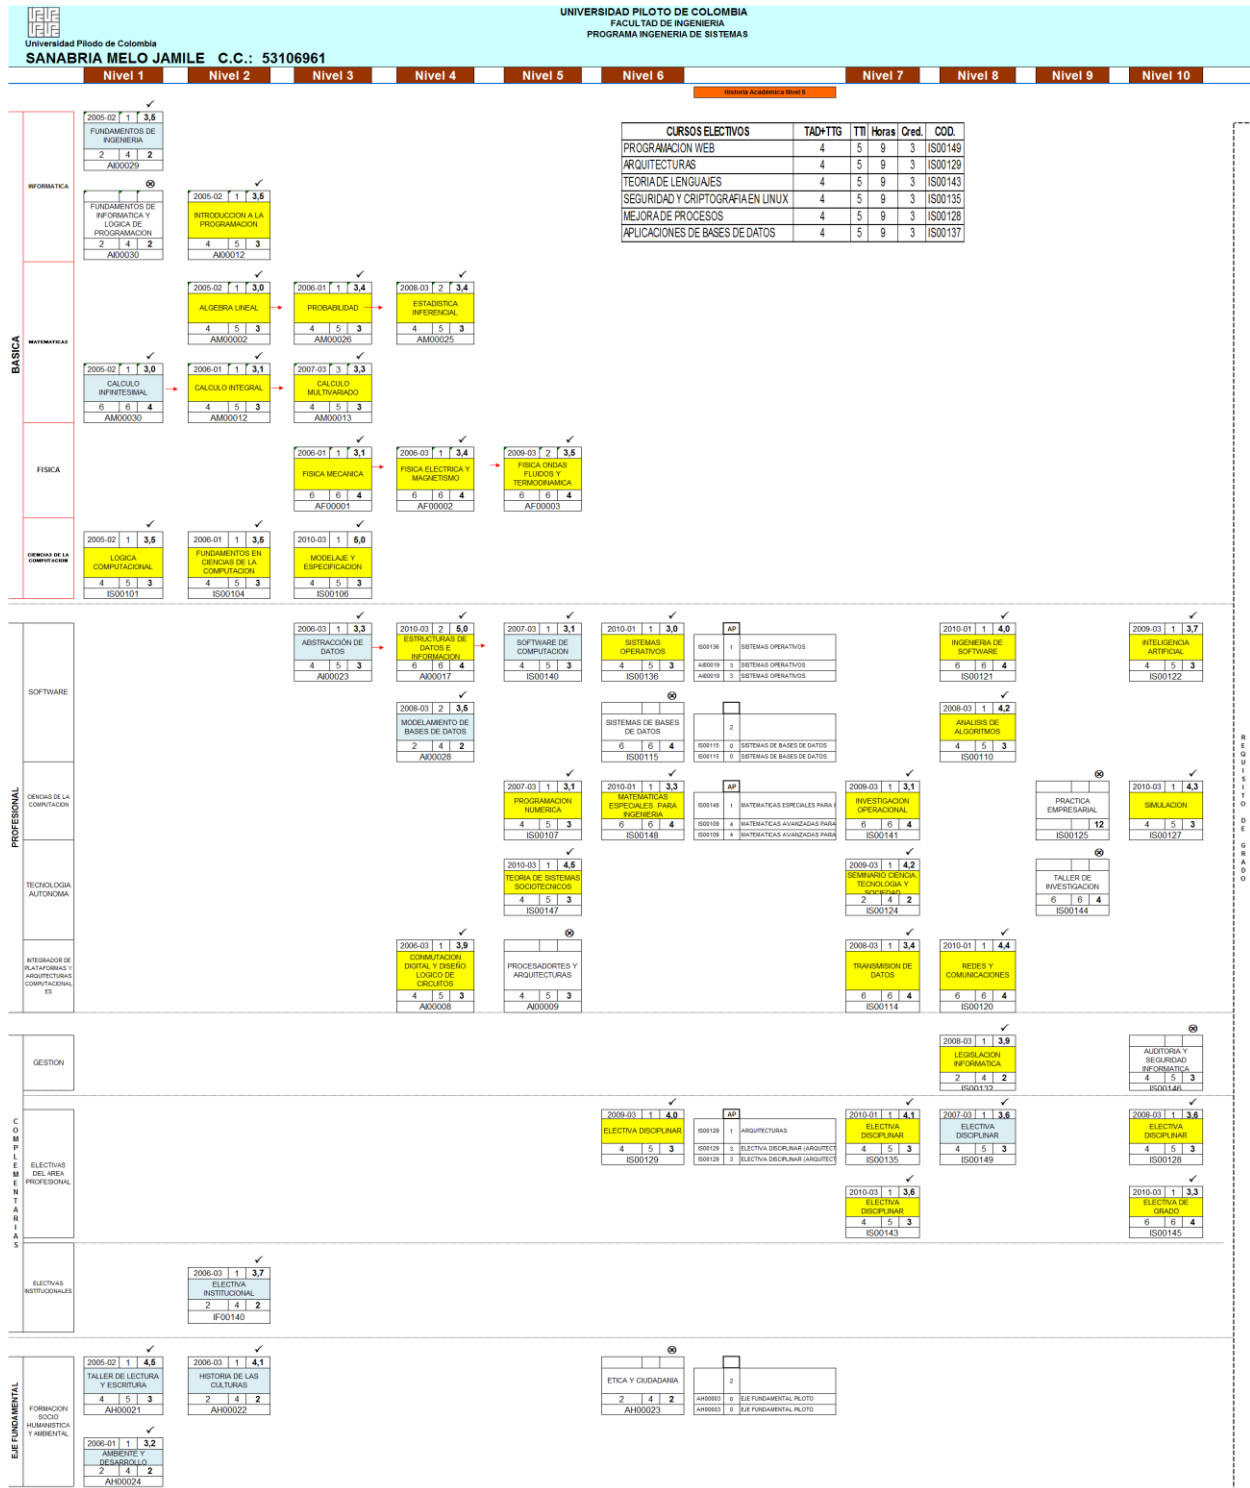 UNIVERSIDAD PILOTO DE COLOMBIA
FACULTAD DE INGENIERIA
PROGRAMA INGENERIA DE SISTEMAS
Universidad Pilodo de Colombia
SANABRIA MELO JAMILE C.C.: 53106961
Nivel 1 Nivel 2 Nivel 3 Nivel 4 Nivel 5 Nivel 6 Nivel 7 Nivel 8 Nivel 9 Nivel 10
Historia Académica Nivel 6
CURSOS ELECTIVOS TAD+TTG TTI Horas Cred. COD.
PROGRAMACION WEB 4 5 9 3 IS00149
ARQUITECTURAS 4 5 9 3 IS00129
TEORIA DE LENGUAJES 4 5 9 3 IS00143
SEGURIDAD Y CRIPTOGRAFIA EN LINUX 4 5 9 3 IS00135
MEJORA DE PROCESOS 4 5 9 3 IS00128
APLICACIONES DE BASES DE DATOS 4 5 9 3 IS00137
BASICA
INFORMATICA
✓
2005-02 1 3,5
FUNDAMENTOS DE
INGENIERIA
2 4 2
AI00029
⊗
FUNDAMENTOS DE
INFORMATICA Y
LOGICA DE
PROGRAMACION
2 4 2
AI00030
✓
2005-02 1 3,5
INTRODUCCION A LA
PROGRAMACION
4 5 3
AI00012
MATEMATICAS
✓
2005-02 1 3,0
ALGEBRA LINEAL
4 5 3
AM00002
✓
2006-01 1 3,4
PROBABILIDAD
4 5 3
AM00026
✓
2008-03 2 3,4
ESTADISTICA
INFERENCIAL
4 5 3
AM00025
✓
2005-02 1 3,0
CALCULO
INFINITESIMAL
6 6 4
AM00030
✓
2006-01 1 3,1
CALCULO INTEGRAL
4 5 3
AM00012
✓
2007-03 3 3,3
CALCULO
MULTIVARIADO
4 5 3
AM00013
FISICA
✓
2006-01 1 3,1
FISICA MECANICA
6 6 4
AF00001
✓
2006-03 1 3,4
FISICA ELECTRICA Y
MAGNETISMO
6 6 4
AF00002
✓
2009-03 2 3,5
FISICA ONDAS
FLUIDOS Y
TERMODINAMICA
6 6 4
AF00003
CIENCIAS DE LA
COMPUTACION
✓
2005-02 1 3,5
LOGICA
COMPUTACIONAL
4 5 3
IS00101
✓
2006-01 1 3,5
FUNDAMENTOS EN
CIENCIAS DE LA
COMPUTACION
4 5 3
IS00104
✓
2010-03 1 5,0
MODELAJE Y
ESPECIFICACION
4 5 3
IS00106
PROFESIONAL
SOFTWARE
✓
2006-03 1 3,3
ABSTRACCIÓN DE
DATOS
4 5 3
AI00023
✓
2010-03 2 5,0
ESTRUCTURAS DE
DATOS E
INFORMACION
6 6 4
AI00017
✓
2007-03 1 3,1
SOFTWARE DE
COMPUTACION
4 5 3
IS00140
✓
2010-01 1 3,0
SISTEMAS
OPERATIVOS
4 5 3
IS00136
AP
IS00136 1 SISTEMAS OPERATIVOS
AI00019 3 SISTEMAS OPERATIVOS
AI00019 3 SISTEMAS OPERATIVOS
✓
2010-01 1 4,0
INGENIERIA DE
SOFTWARE
6 6 4
IS00121
✓
2009-03 1 3,7
INTELIGENCIA
ARTIFICIAL
4 5 3
IS00122
✓
2008-03 2 3,5
MODELAMIENTO DE
BASES DE DATOS
2 4 2
AI00028
⊗
SISTEMAS DE BASES
DE DATOS
6 6 4
IS00115
2
IS00115 0 SISTEMAS DE BASES DE DATOS
IS00115 0 SISTEMAS DE BASES DE DATOS
✓
2008-03 1 4,2
ANALISIS DE
ALGORITMOS
4 5 3
IS00110
CIENCIAS DE LA
COMPUTACION
✓
2007-03 1 3,1
PROGRAMACION
NUMERICA
4 5 3
IS00107
✓
2010-01 1 3,3
MATEMATICAS
ESPECIALES PARA
INGENIERIA
6 6 4
IS00148
AP
IS00148 1 MATEMATICAS ESPECIALES PARA I
IS00109 4 MATEMATICAS AVANZADAS PARA
IS00109 4 MATEMATICAS AVANZADAS PARA
✓
2009-03 1 3,1
INVESTIGACION
OPERACIONAL
6 6 4
IS00141
⊗
PRACTICA
EMPRESARIAL
12
IS00125
✓
2010-01 1 4,3
SIMULACION
4 5 3
IS00127
TECNOLOGIA
AUTONOMA
✓
2010-03 1 4,5
TEORIA DE SISTEMAS
SOCIOTECNICOS
4 5 3
IS00147
✓
2009-03 1 4,2
SEMINARIO CIENCIA,
TECNOLOGIA Y
SOCIEDAD
2 4 2
IS00124
⊗
TALLER DE
INVESTIGACION
6 6 4
IS00144
INTEGRADOR DE
PLATAFORMAS Y
ARQUITECTURAS
COMPUTACIONAL
ES
✓
2006-03 1 3,9
CONMUTACION
DIGITAL Y DISEÑO
LOGICO DE
CIRCUITOS
4 5 3
AI00008
⊗
PROCESADORTES Y
ARQUITECTURAS
4 5 3
AI00009
✓
2008-03 1 3,4
TRANSMISION DE
DATOS
6 6 4
IS00114
✓
2010-01 1 4,4
REDES Y
COMUNICACIONES
6 6 4
IS00120
COMPLEMENTARIAS
GESTION
✓
2008-03 1 3,9
LEGISLACION
INFORMATICA
2 4 2
IS00132
⊗
AUDITORIA Y
SEGURIDAD
INFORMATICA
4 5 3
IS00146
ELECTIVAS
DEL AREA
PROFESIONAL
✓
2009-03 1 4,0
ELECTIVA DISCIPLINAR
4 5 3
IS00129
AP
IS00129 1 ARQUITECTURAS
IS00129 3 ELECTIVA DISCIPLINAR (ARQUITECT
IS00129 3 ELECTIVA DISCIPLINAR (ARQUITECT
✓
2010-01 1 4,1
ELECTIVA
DISCIPLINAR
4 5 3
IS00135
✓
2007-03 1 3,6
ELECTIVA
DISCIPLINAR
4 5 3
IS00149
✓
2008-03 1 3,6
ELECTIVA
DISCIPLINAR
4 5 3
IS00128
✓
2010-03 1 3,6
ELECTIVA
DISCIPLINAR
4 5 3
IS00143
✓
2010-03 1 3,3
ELECTIVA DE
GRADO
6 6 4
IS00145
ELECTIVAS
INSTITUCIONALES
✓
2006-03 1 3,7
ELECTIVA
INSTITUCIONAL
2 4 2
IF00140
EJE FUNDAMENTAL
FORMACION
SOCIO
HUMANISTICA
Y AMBIENTAL
✓
2005-02 1 4,5
TALLER DE LECTURA
Y ESCRITURA
4 5 3
AH00021
✓
2006-03 1 4,1
HISTORIA DE LAS
CULTURAS
2 4 2
AH00022
⊗
ETICA Y CIUDADANIA
2 4 2
AH00023
2
AH00003 0 EJE FUNDAMENTAL PILOTO
AH00003 0 EJE FUNDAMENTAL PILOTO
✓
2006-01 1 3,2
AMBIENTE Y
DESARROLLO
2 4 2
AH00024
REQUISITO DE GRADO